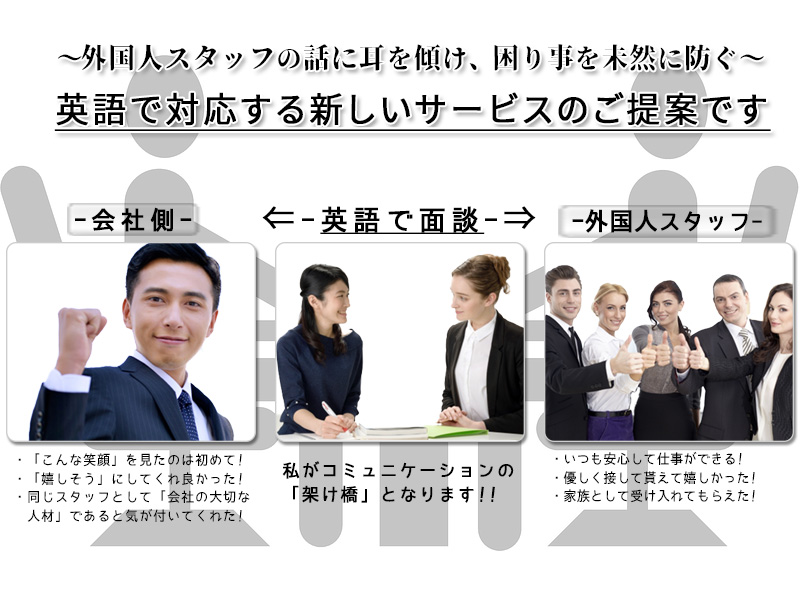 ～外国人スタッフの話に耳を傾け、困り事を未然に防ぐ～
英語で対応する新しいサービスのご提案です
-会社側-
⇐-英語で面談-⇒
-外国人スタッフ-
・「こんな笑顔」を見たのは初めて!
・「嬉しそう」にしてくれ良かった!
・同じスタッフとして「会社の大切な
人材」であると気が付いてくれた!
私がコミュニケーションの
「架け橋」となります!!
・いつも安心して仕事ができる!
・優しく接して貰えて嬉しかった!
・家族として受け入れてもらえた!